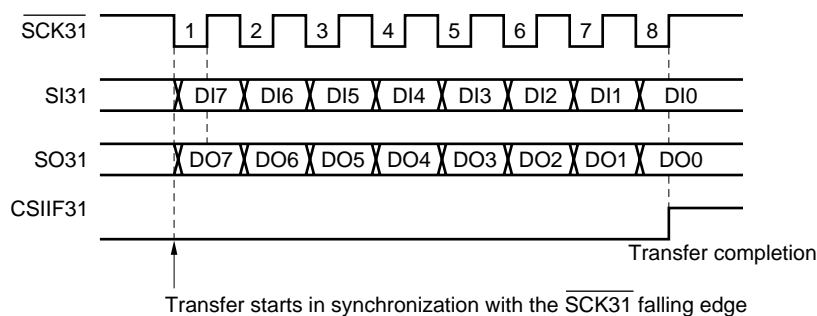 SCK31 1 2 3 4 5 6 7 8
SI31 DI7 DI6 DI5 DI4 DI3 DI2 DI1 DI0
SO31 DO7 DO6 DO5 DO4 DO3 DO2 DO1 DO0
CSIIF31
Transfer completion
Transfer starts in synchronization with the SCK31 falling edge